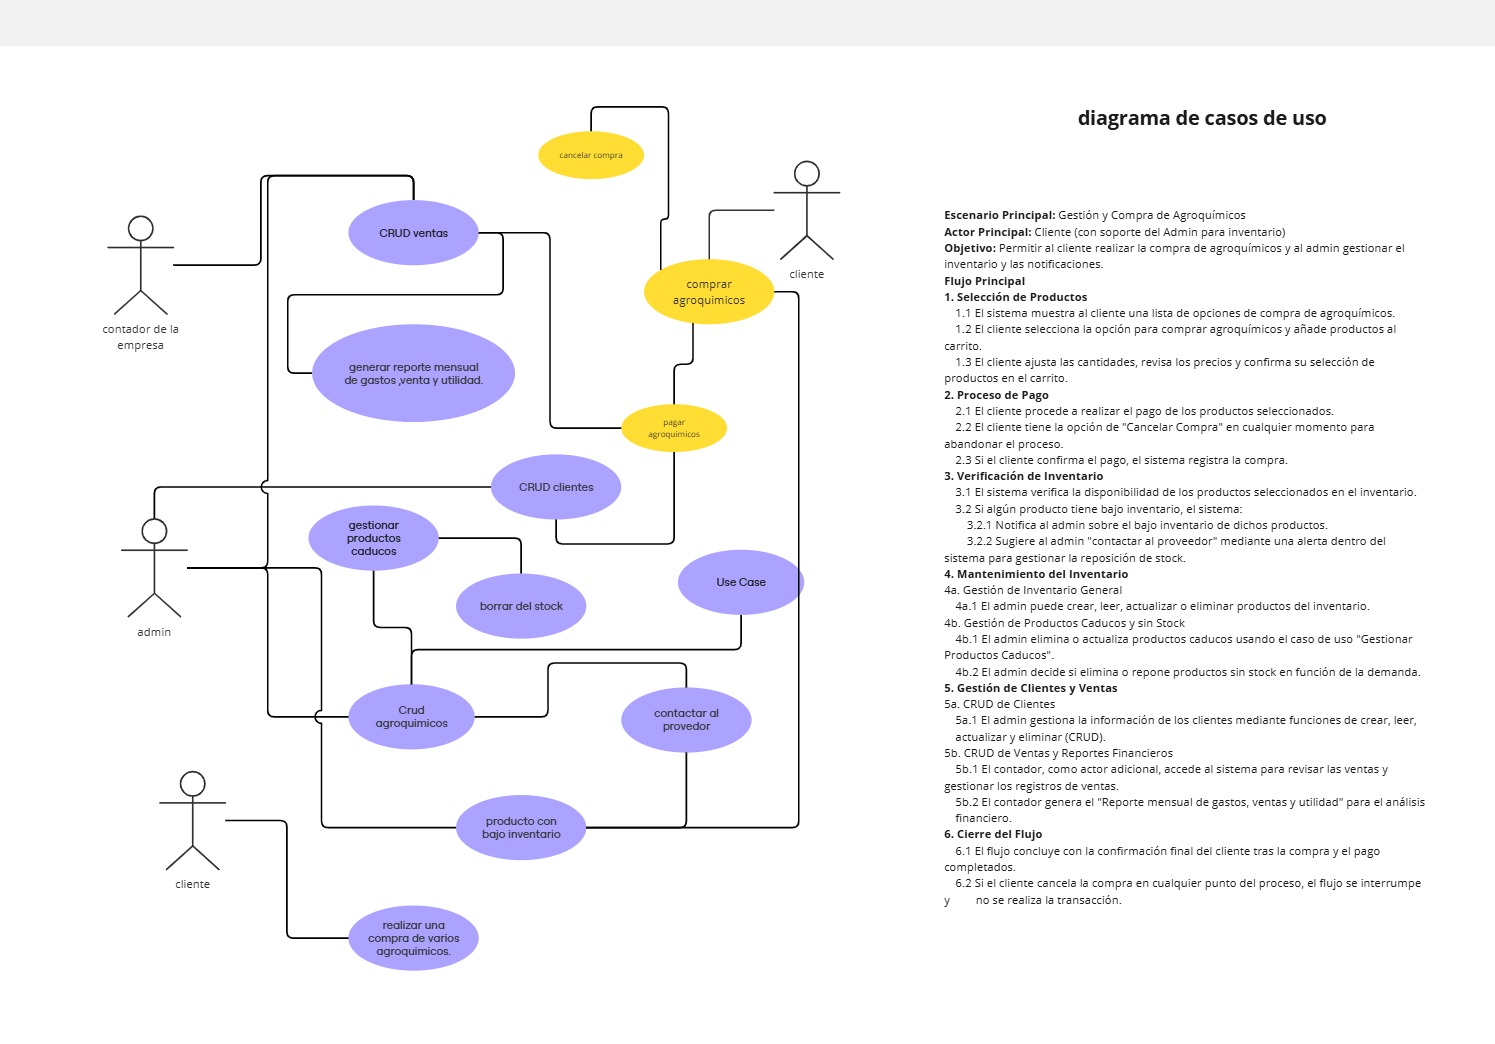 diagrama de casos de uso
cancelar compra
CRUD ventas
cliente
comprar
agroquimicos
contador de la
empresa
generar reporte mensual
de gastos ,venta y utilidad.
pagar
agroquimicos
CRUD clientes
gestionar
productos
caducos
Use Case
borrar del stock
admin
Crud
agroquimicos
contactar al
provedor
producto con
bajo inventario
cliente
realizar una
compra de varios
agroquimicos.
Escenario Principal: Gestión y Compra de Agroquímicos
Actor Principal: Cliente (con soporte del Admin para inventario)
Objetivo: Permitir al cliente realizar la compra de agroquímicos y al admin gestionar el
inventario y las notificaciones.
Flujo Principal
1. Selección de Productos
1.1 El sistema muestra al cliente una lista de opciones de compra de agroquímicos.
1.2 El cliente selecciona la opción para comprar agroquímicos y añade productos al
carrito.
1.3 El cliente ajusta las cantidades, revisa los precios y confirma su selección de
productos en el carrito.
2. Proceso de Pago
2.1 El cliente procede a realizar el pago de los productos seleccionados.
2.2 El cliente tiene la opción de "Cancelar Compra" en cualquier momento para
abandonar el proceso.
2.3 Si el cliente confirma el pago, el sistema registra la compra.
3. Verificación de Inventario
3.1 El sistema verifica la disponibilidad de los productos seleccionados en el inventario.
3.2 Si algún producto tiene bajo inventario, el sistema:
3.2.1 Notifica al admin sobre el bajo inventario de dichos productos.
3.2.2 Sugiere al admin "contactar al proveedor" mediante una alerta dentro del
sistema para gestionar la reposición de stock.
4. Mantenimiento del Inventario
4a. Gestión de Inventario General
4a.1 El admin puede crear, leer, actualizar o eliminar productos del inventario.
4b. Gestión de Productos Caducos y sin Stock
4b.1 El admin elimina o actualiza productos caducos usando el caso de uso "Gestionar
Productos Caducos".
4b.2 El admin decide si elimina o repone productos sin stock en función de la demanda.
5. Gestión de Clientes y Ventas
5a. CRUD de Clientes
5a.1 El admin gestiona la información de los clientes mediante funciones de crear, leer,
actualizar y eliminar (CRUD).
5b. CRUD de Ventas y Reportes Financieros
5b.1 El contador, como actor adicional, accede al sistema para revisar las ventas y
gestionar los registros de ventas.
5b.2 El contador genera el "Reporte mensual de gastos, ventas y utilidad" para el análisis
financiero.
6. Cierre del Flujo
6.1 El flujo concluye con la confirmación final del cliente tras la compra y el pago
completados.
6.2 Si el cliente cancela la compra en cualquier punto del proceso, el flujo se interrumpe
y no se realiza la transacción.